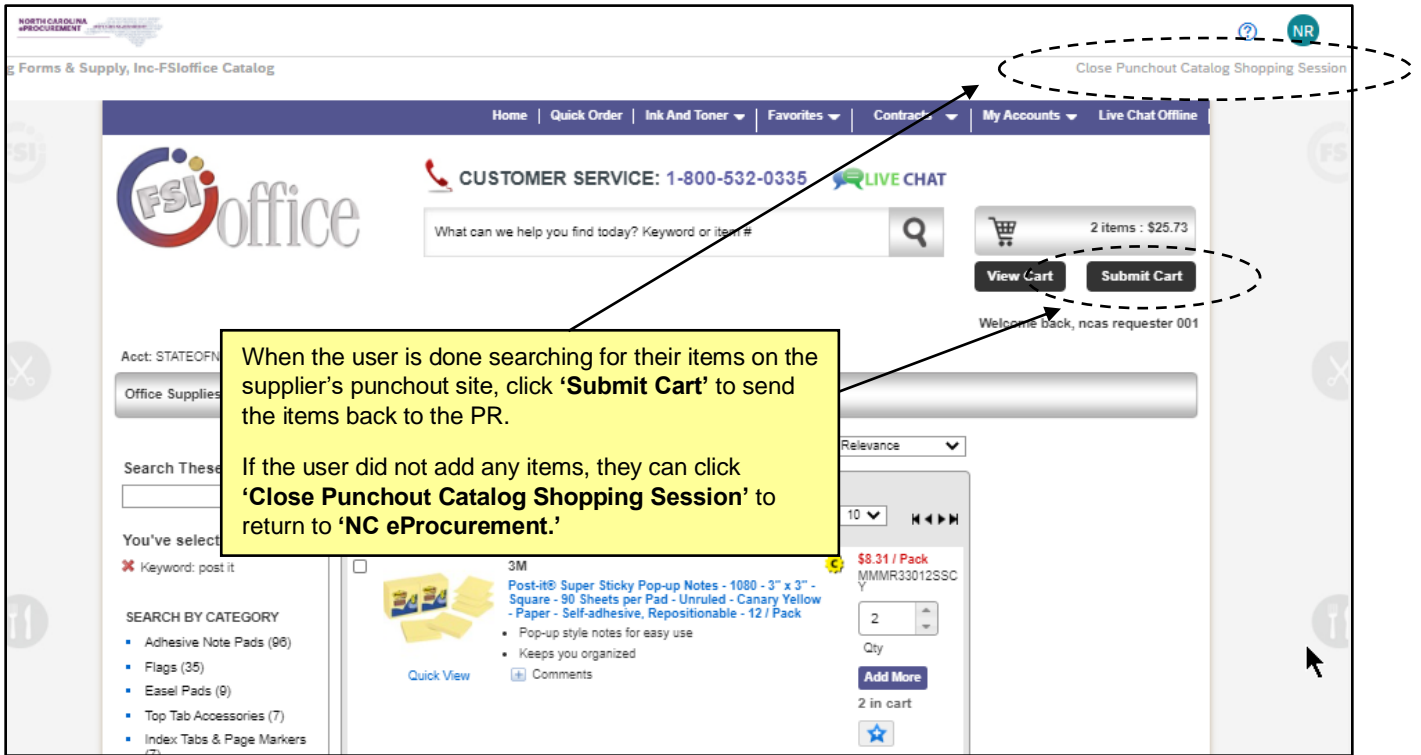 NORTH CAROLINA
ePROCUREMENT
NR
g Forms & Supply, Inc-FSIoffice Catalog
Close Punchout Catalog Shopping Session
Home | Quick Order | Ink And Toner | Favorites | Contracts | My Accounts Live Chat Offline
FSI office
CUSTOMER SERVICE: 1-800-532-0335 LIVE CHAT
What can we help you find today? Keyword or item #
2 items : $25.73
View Cart
Submit Cart
Welcome back, ncas requester 001
Acct: STATEOFN
Office Supplies
When the user is done searching for their items on the
supplier's punchout site, click ‘Submit Cart’ to send
the items back to the PR.
If the user did not add any items, they can click
‘Close Punchout Catalog Shopping Session’ to
return to ‘NC eProcurement.’
Relevance
10
Search These
You've select
Keyword: post it
SEARCH BY CATEGORY
Adhesive Note Pads (96)
Flags (35)
Easel Pads (9)
Top Tab Accessories (7)
Index Tabs & Page Markers
(7)
3M
Post-it® Super Sticky Pop-up Notes - 1080 - 3" x 3" -
Square - 90 Sheets per Pad - Unruled - Canary Yellow
- Paper - Self-adhesive, Repositionable - 12 / Pack
Pop-up style notes for easy use
Keeps you organized
Comments
Quick View
C
$8.31 / Pack
MMMR33012SSC
Y
2
Qty
Add More
2 in cart
FSI
FS